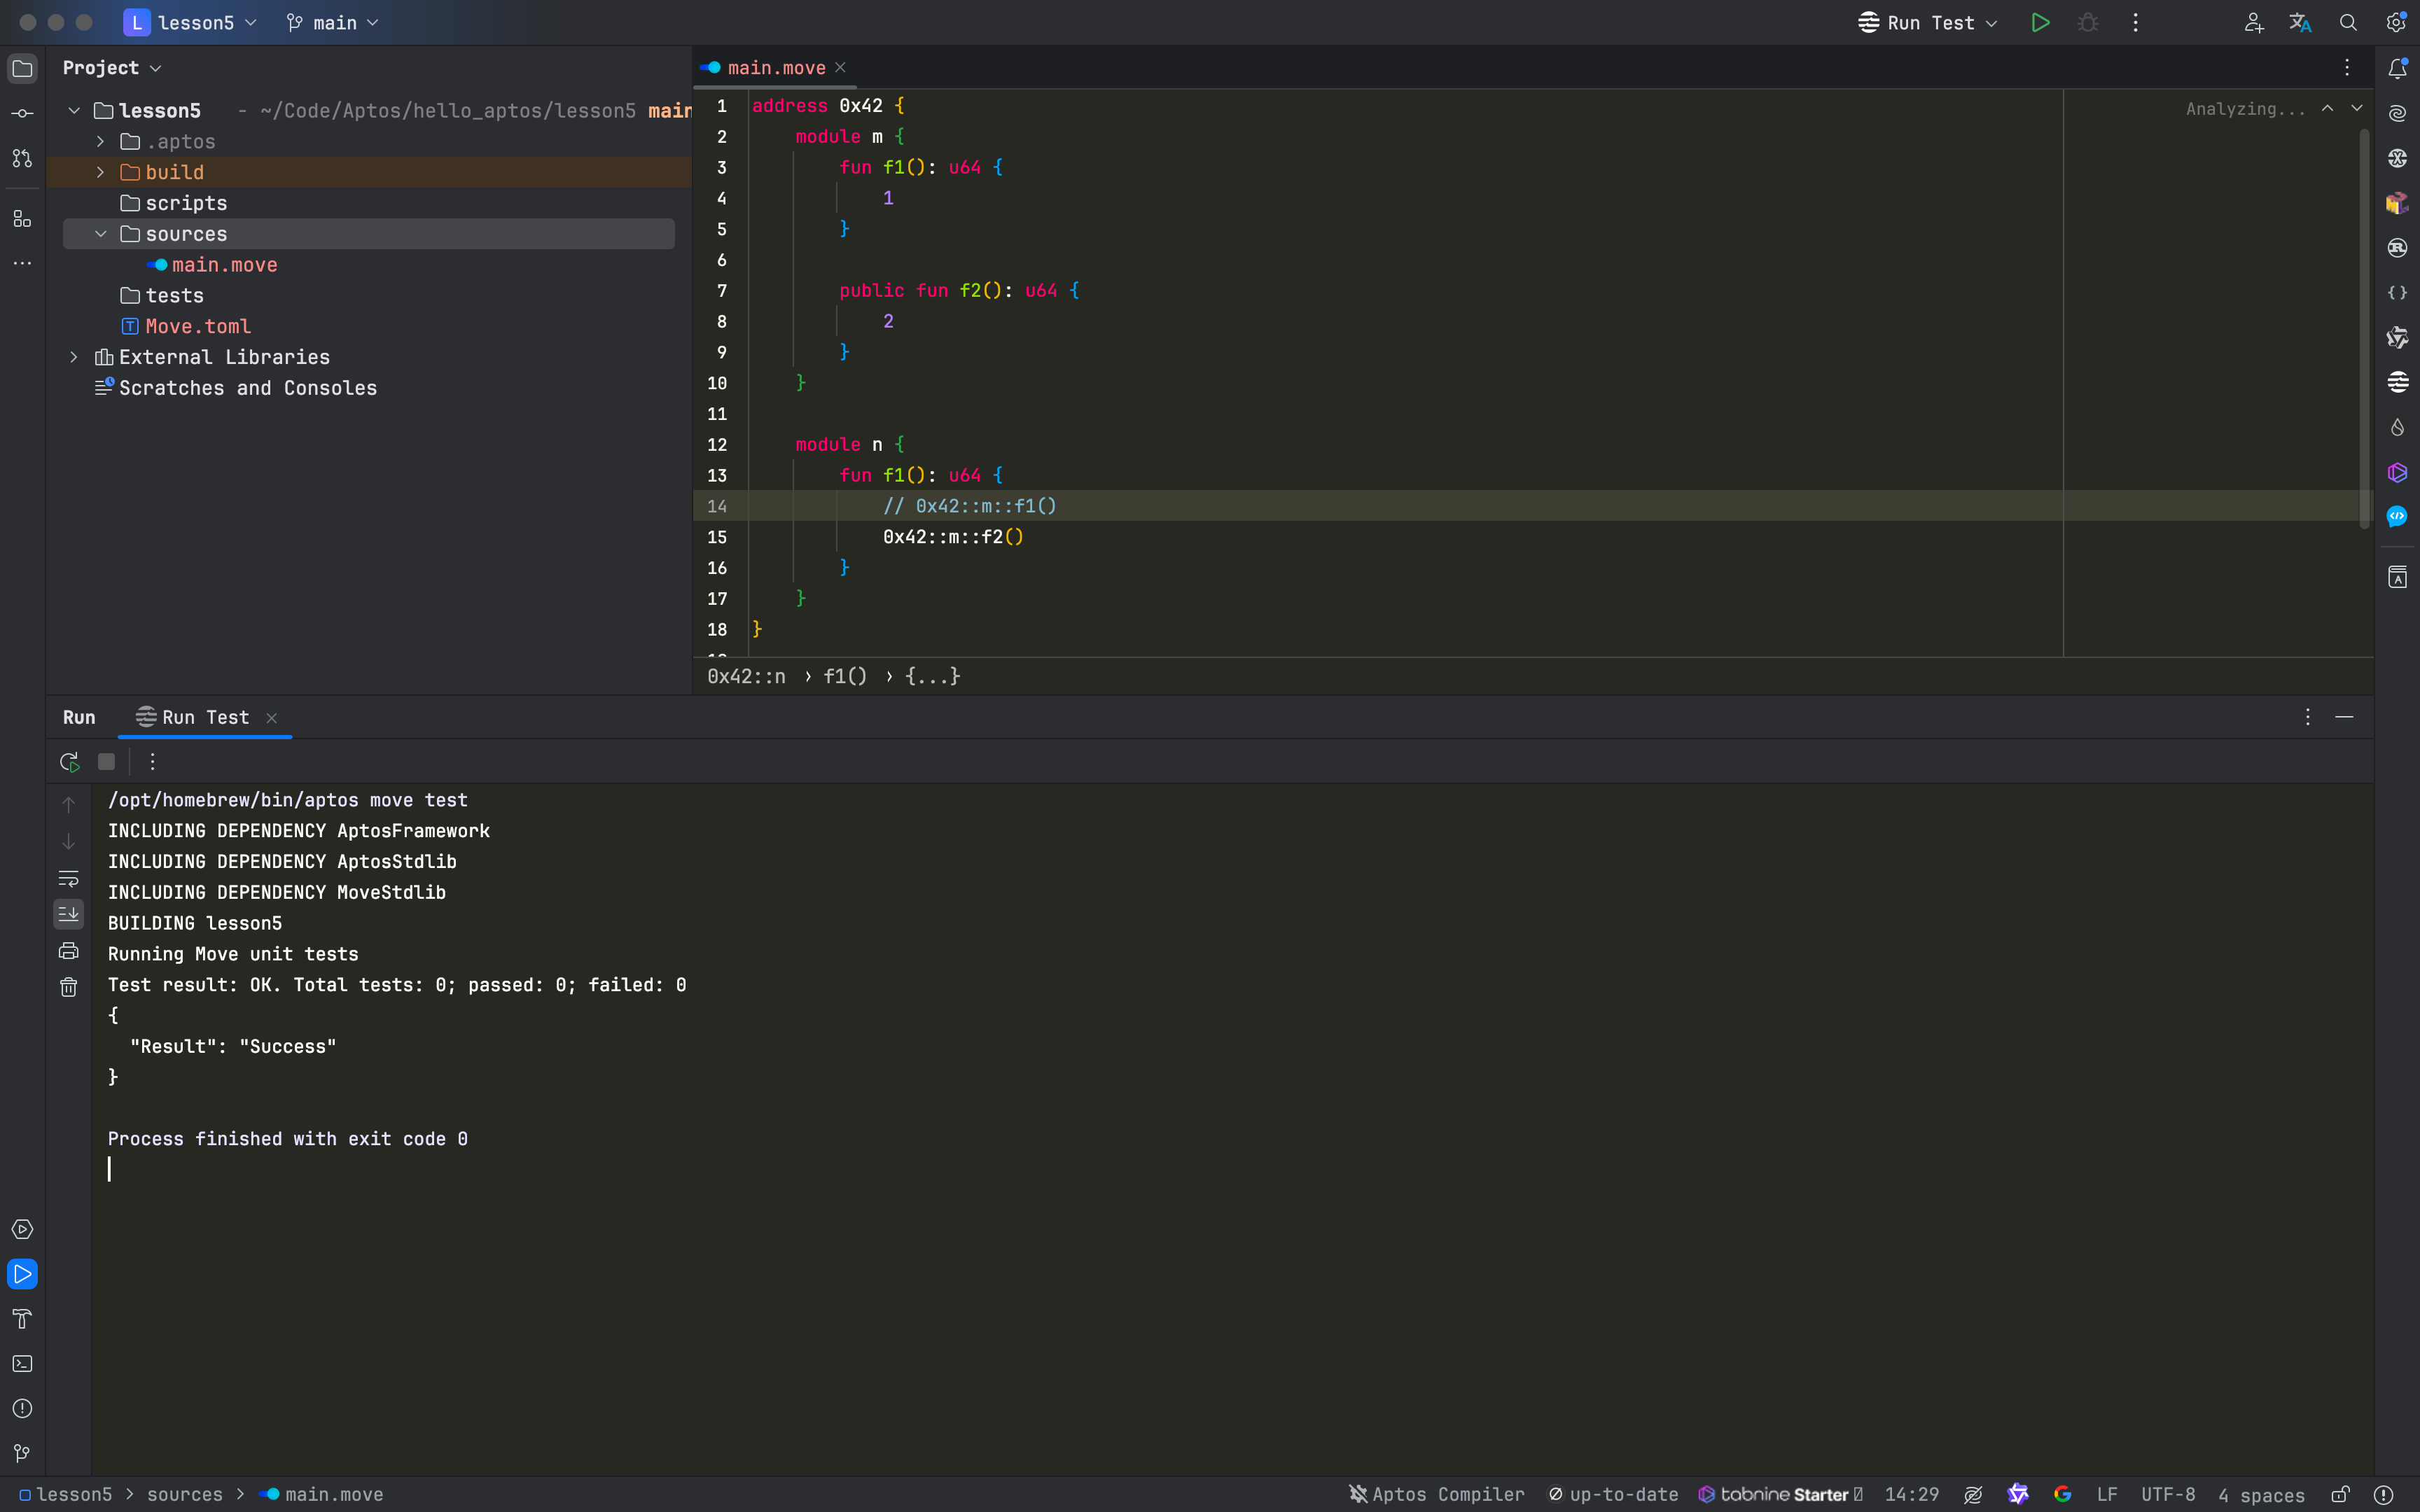 L lesson5 main Run Test
Project
main.move
lesson5 - ~/Code/Aptos/hello_aptos/lesson5 main
.aptos
build
scripts
sources
main.move
tests
T Move.toml
External Libraries
Scratches and Consoles
Analyzing...
1 address 0x42 {
2 module m {
3 fun f1(): u64 {
4 1
5 }
6
7 public fun f2(): u64 {
8 2
9 }
10 }
11
12 module n {
13 fun f1(): u64 {
14 // 0x42::m::f1()
15 0x42::m::f2()
16 }
17 }
18 }
0x42::n › f1() › {...}
Run Run Test
/opt/homebrew/bin/aptos move test
INCLUDING DEPENDENCY AptosFramework
INCLUDING DEPENDENCY AptosStdlib
INCLUDING DEPENDENCY MoveStdlib
BUILDING lesson5
Running Move unit tests
Test result: OK. Total tests: 0; passed: 0; failed: 0
{
"Result": "Success"
}
Process finished with exit code 0
lesson5 > sources > main.move Aptos Compiler up-to-date tabnine Starter 14:29 LF UTF-8 4 spaces